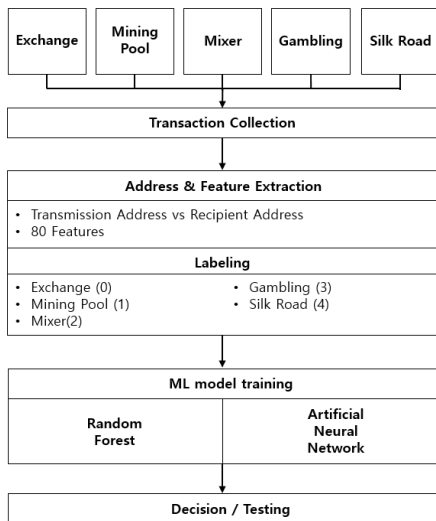 Exchange
Mining
Pool
Mixer
Gambling
Silk Road
Transaction Collection
Address & Feature Extraction
• Transmission Address vs Recipient Address
• 80 Features
Labeling
• Exchange (0)
• Mining Pool (1)
• Mixer(2)
• Gambling (3)
• Silk Road (4)
ML model training
Random
Forest
Artificial
Neural
Network
Decision / Testing